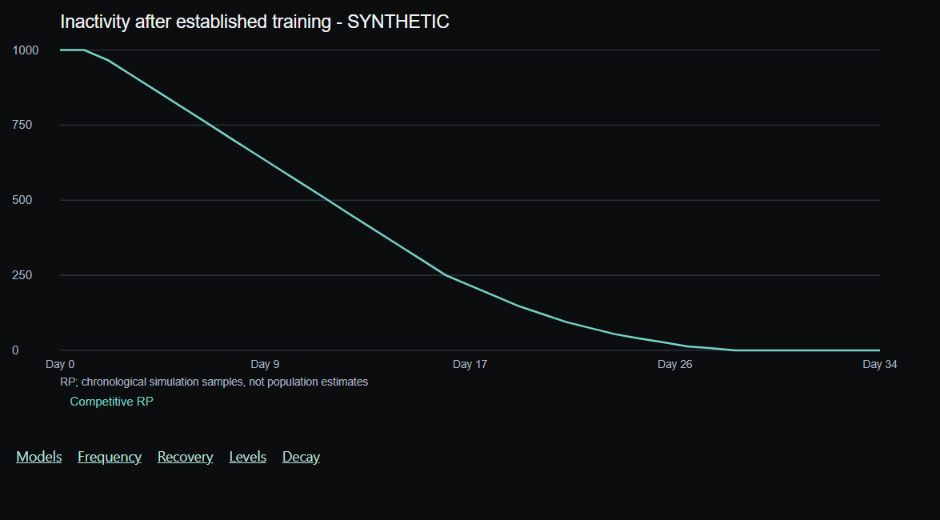 Inactivity after established training - SYNTHETIC
1000
750
500
250
0
Day 0 Day 9 Day 17 Day 26 Day 34
RP; chronological simulation samples, not population estimates
Competitive RP
Models Frequency Recovery Levels Decay